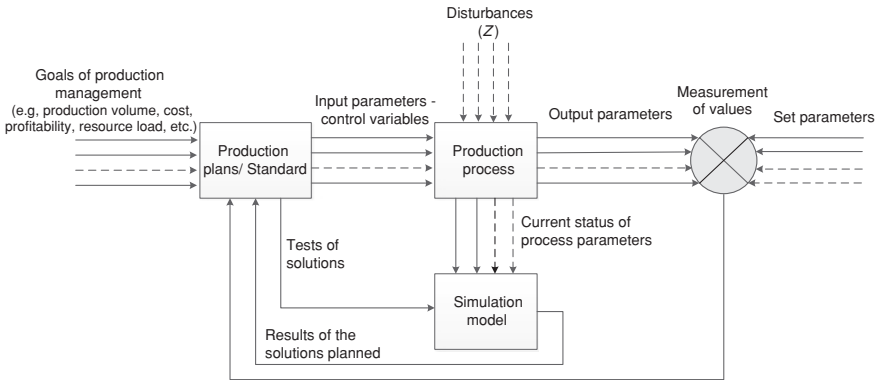 Disturbances
(Z)
Goals of production
management
(e.g, production volume, cost,
profitability, resource load, etc.)
Input parameters -
control variables
Output parameters
Measurement
of values
Set parameters
Production
plans/ Standard
Production
process
Tests of
solutions
Current status of
process parameters
Simulation
model
Results of the
solutions planned